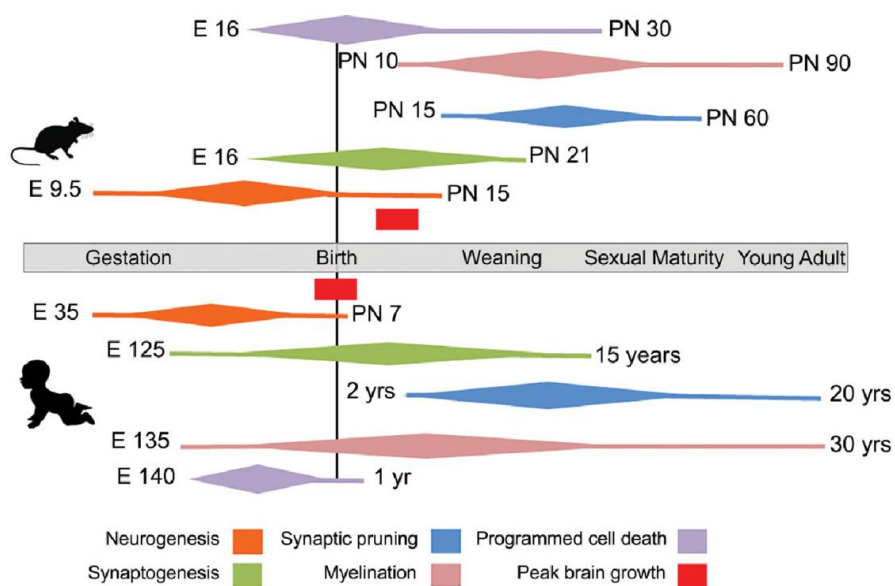 E 16 PN 30
PN 10 PN 90
PN 15 PN 60
E 16 PN 21
E 9.5 PN 15
Gestation Birth Weaning Sexual Maturity Young Adult
E 35 PN 7
E 125 15 years
2 yrs 20 yrs
E 135 30 yrs
E 140 1 yr
Neurogenesis Synaptic pruning Programmed cell death
Synaptogenesis Myelination Peak brain growth